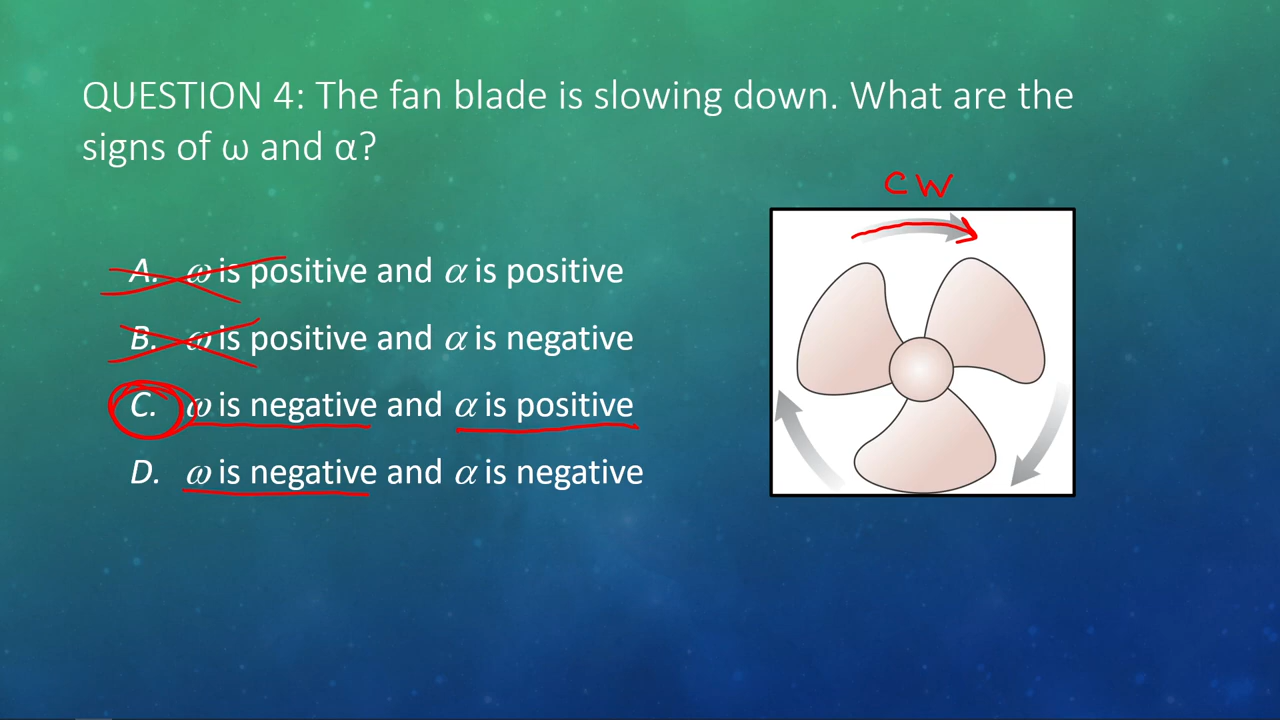 QUESTION 4: The fan blade is slowing down. What are the
signs of ω and α?
CW
A. ω is positive and α is positive
B. ω is positive and α is negative
C. ω is negative and α is positive
D. ω is negative and α is negative